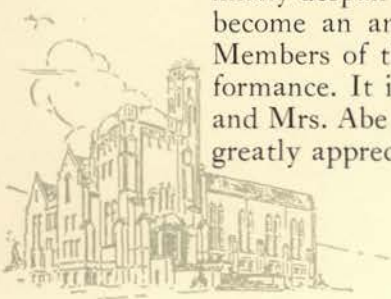 become an an
Members of t
formance. It i
and Mrs. Abe
greatly apprec